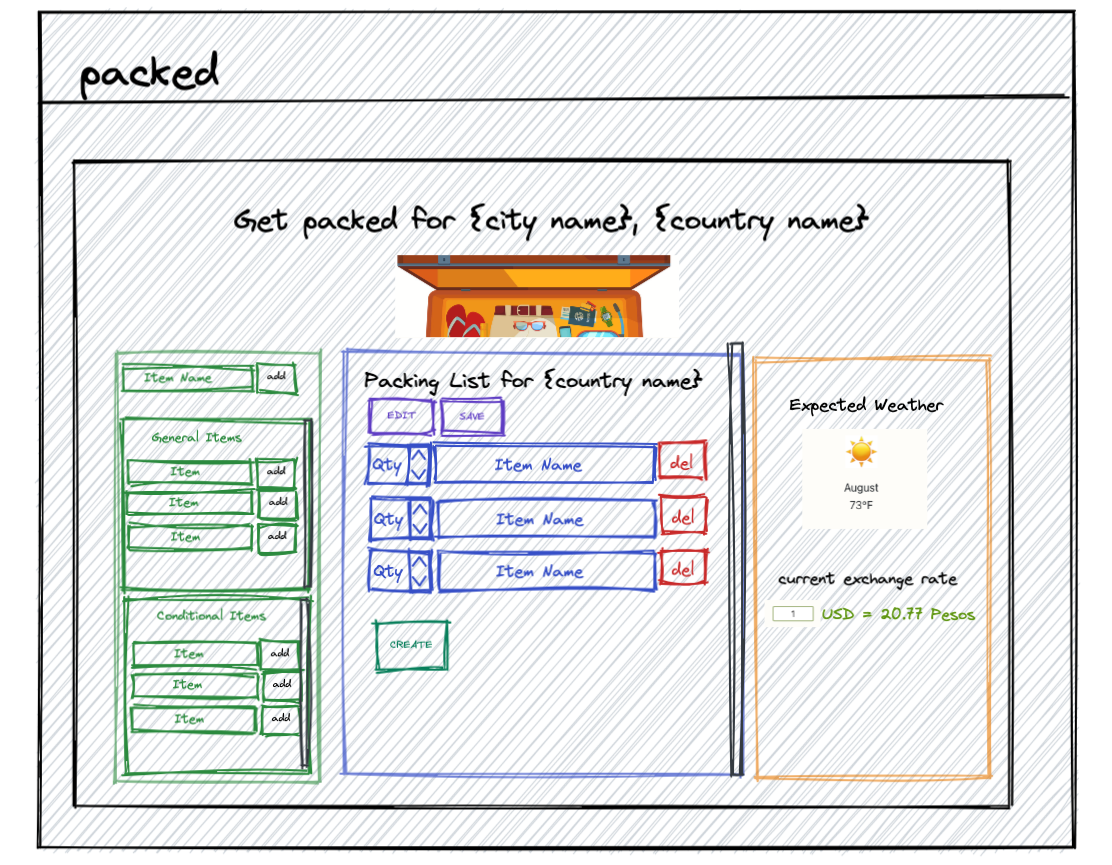 packed
Get packed for {city name}, {country name}
Item Name add
General Items
Item add
Item add
Item add
Conditional Items
Item add
Item add
Item add
Packing List for {country name}
EDIT SAVE
Qty Item Name del
Qty Item Name del
Qty Item Name del
CREATE
Expected Weather
August
73°F
current exchange rate
1 USD = 20.77 Pesos